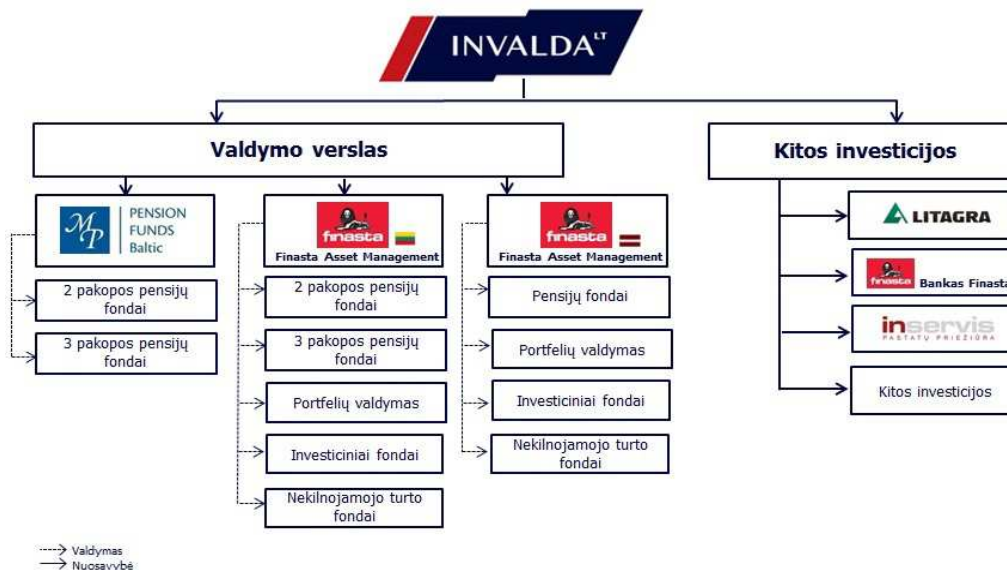 INVALDA LT
Valdymo verslas
Kitos investicijos
MP PENSION
FUNDS
Baltic
finasta
Finasta Asset Management
finasta
Finasta Asset Management
2 pakopos pensijų
fondai
3 pakopos pensijų
fondai
2 pakopos pensijų
fondai
3 pakopos pensijų
fondai
Portfelių valdymas
Investiciniai fondai
Nekilnojamojo turto
fondai
Pensijų fondai
Portfelių valdymas
Investiciniai fondai
Nekilnojamojo turto
fondai
LITAGRA
finasta Bankas Finasta
inservis
PASTATŲ PRIEŽIŪRA
Kitos investicijos
Valdymas
Nuosavybė